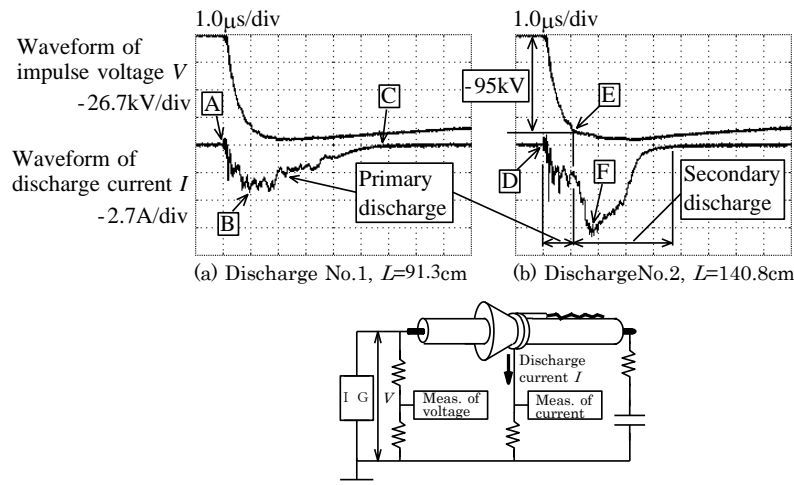 1.0µs/div
1.0µs/div
Waveform of
impulse voltage V
-26.7kV/div
-95kV
A
C
E
Waveform of
discharge current I
-2.7A/div
B
Primary
discharge
D
F
Secondary
discharge
(a) Discharge No.1, L=91.3cm
(b) DischargeNo.2, L=140.8cm
Discharge
current I
I G
V
Meas. of
voltage
Meas. of
current